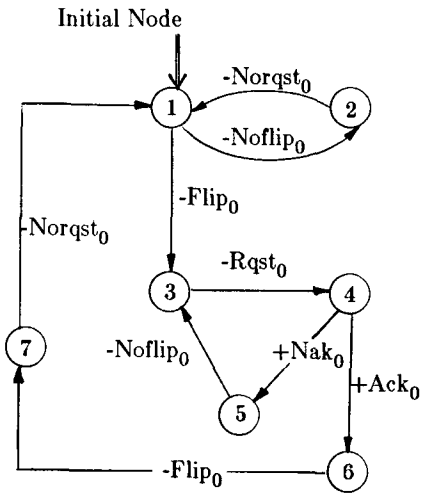 Initial Node
-Norqst0
1
2
-Noflip0
-Flip0
-Norqst0
-Rqst0
3
4
-Noflip0
+Nak0
7
+Ack0
5
-Flip0
6